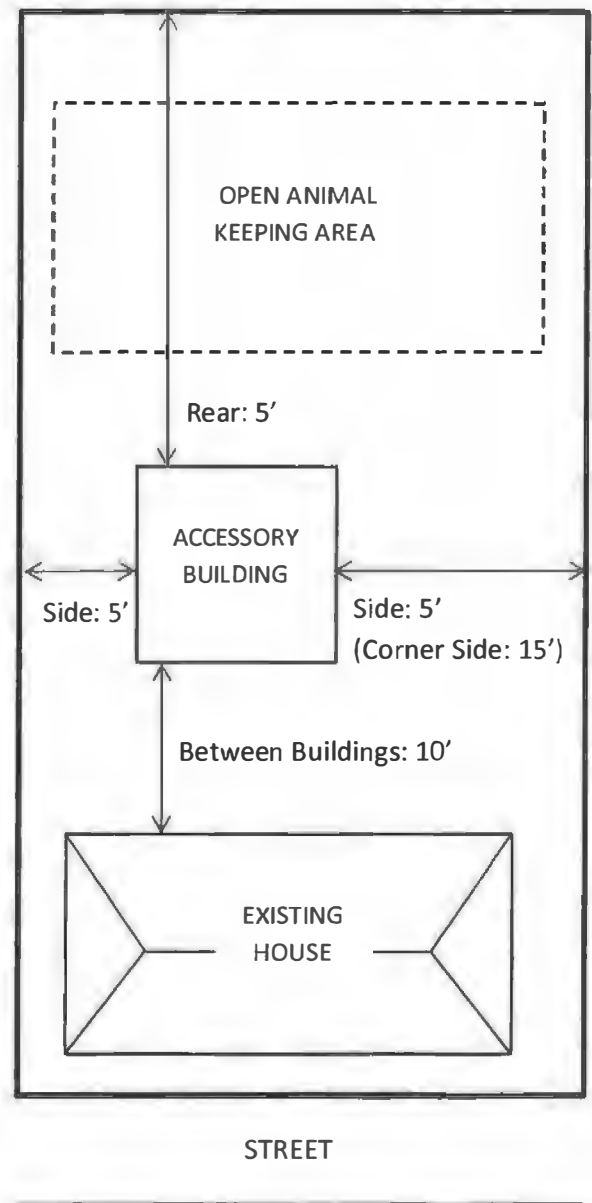 OPEN ANIMAL
KEEPING AREA
Rear: 5'
ACCESSORY
BUILDING
Side: 5'
Side: 5'
(Corner Side: 15')
Between Buildings: 10'
EXISTING
HOUSE
STREET